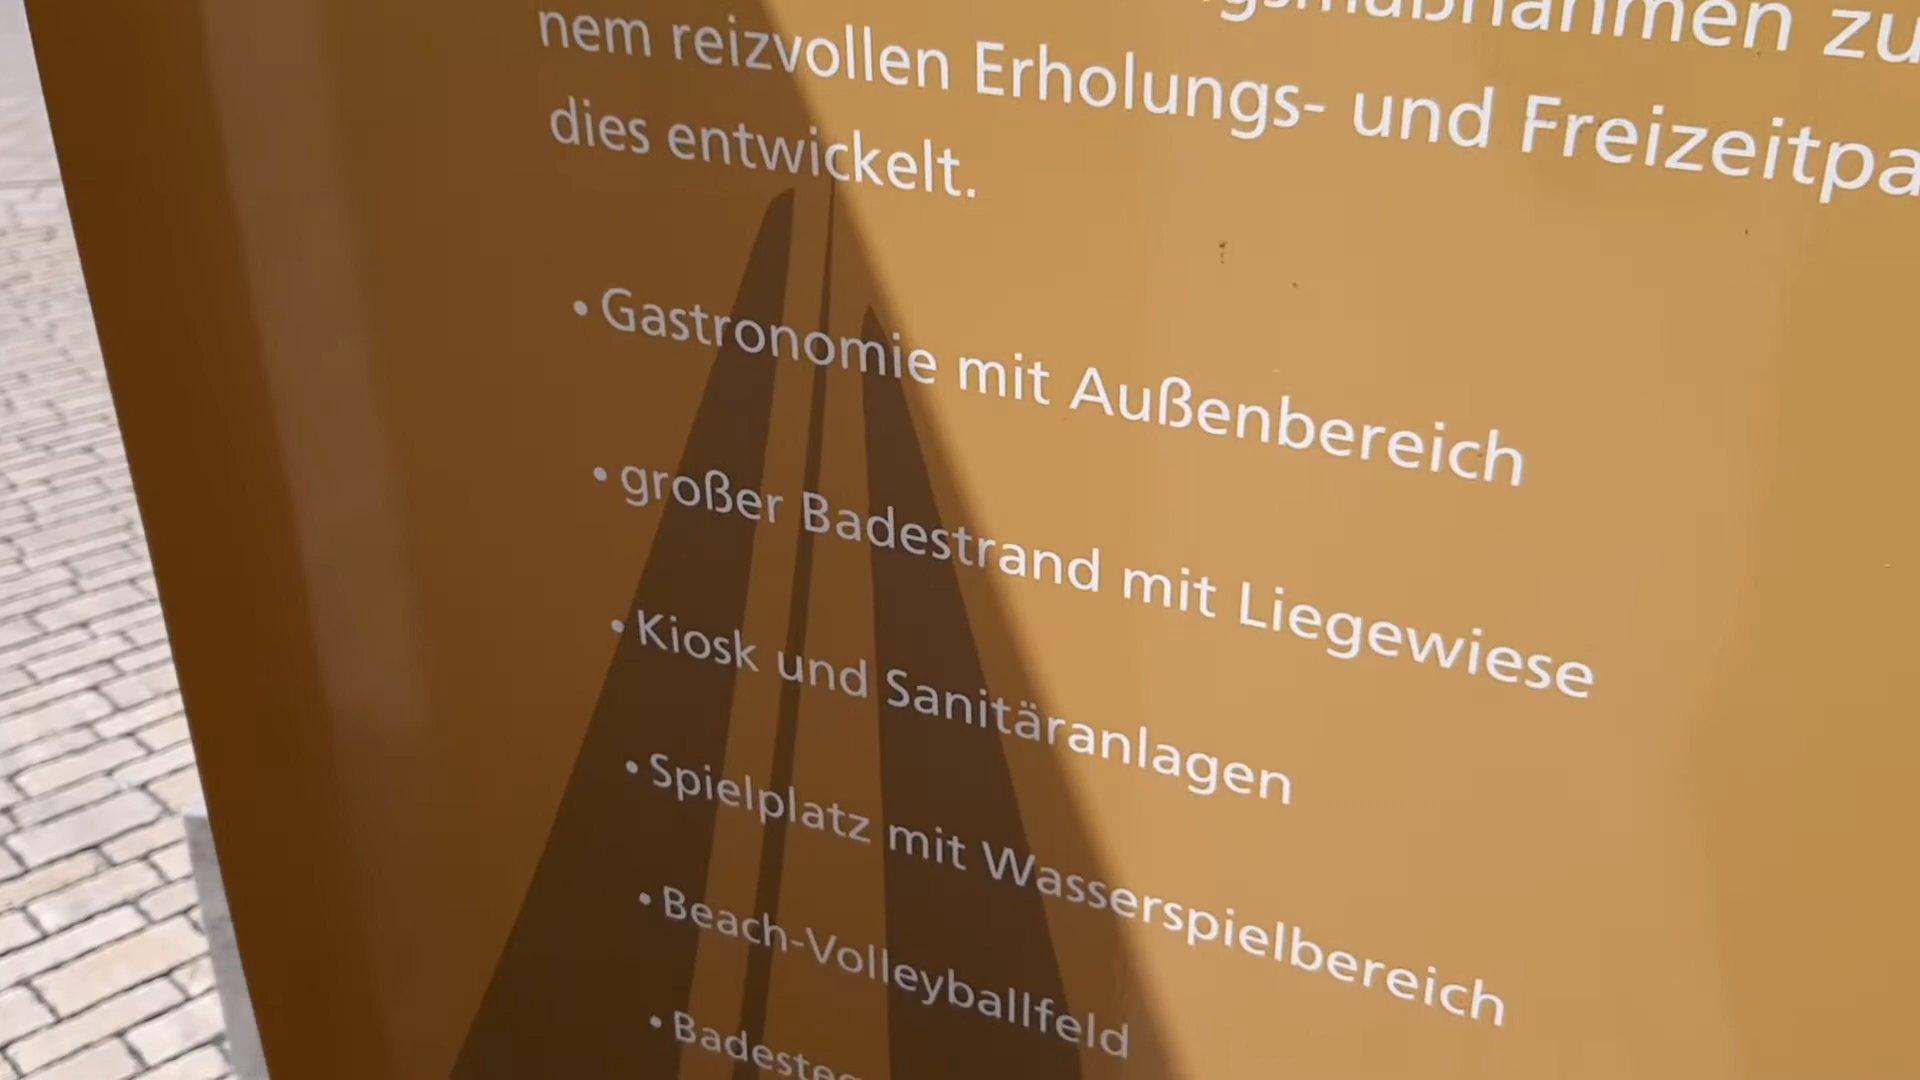 nem reizvollen Erholungs- und Freizeitpa
dies entwickelt.
• Gastronomie mit Außenbereich
• großer Badestrand mit Liegewiese
• Kiosk und Sanitäranlagen
• Spielplatz mit Wasserspielbereich
• Beach-Volleyballfeld